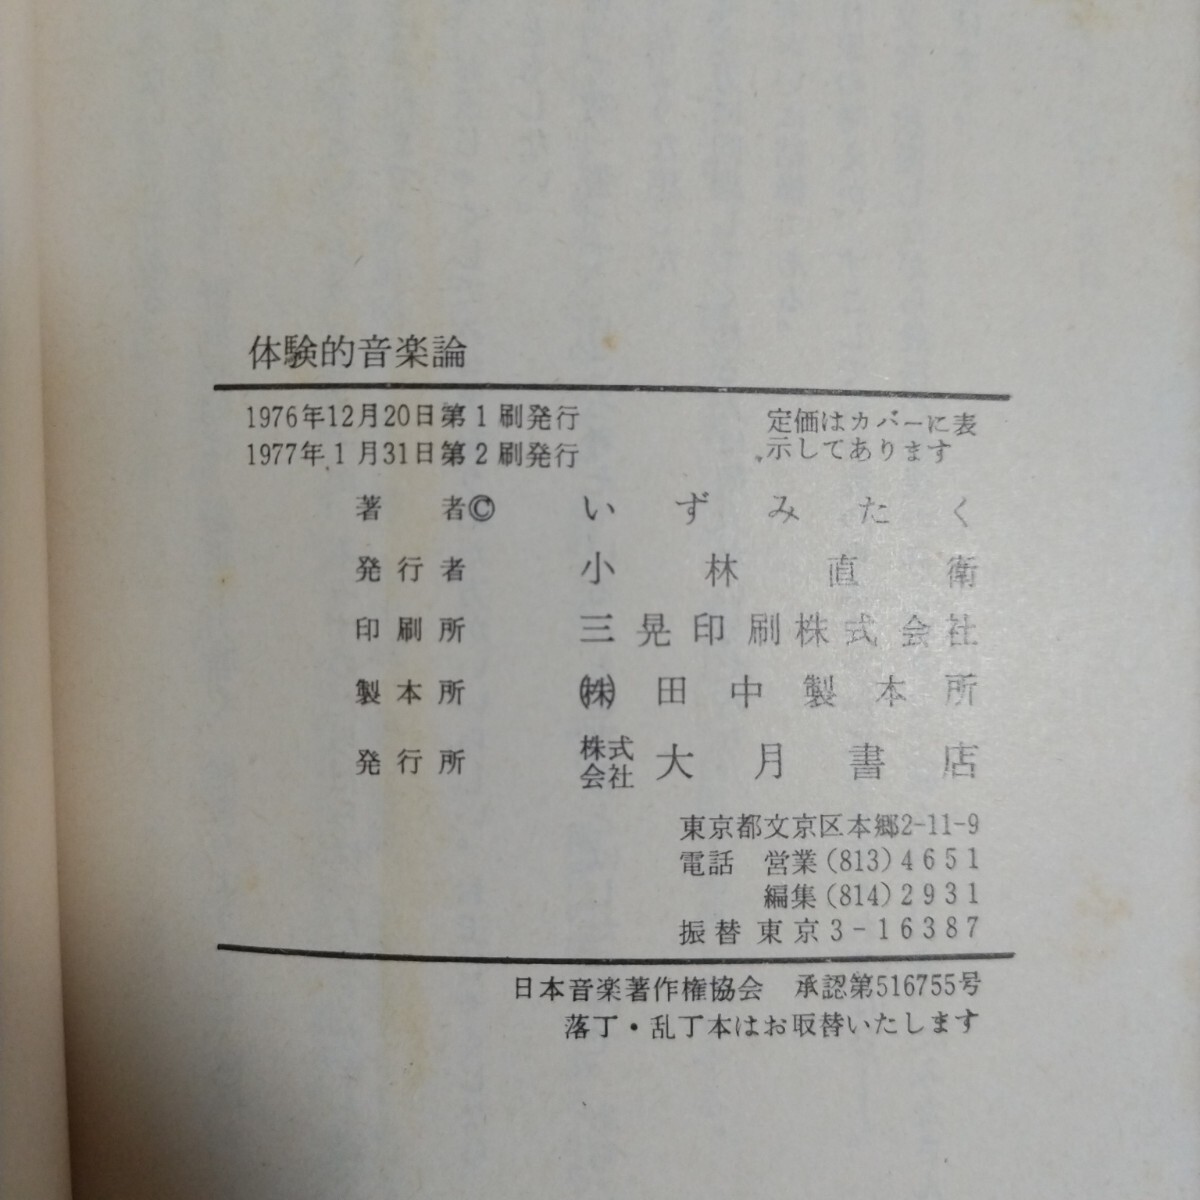 体験的音楽論
1976年12月20日第1刷発行
1977年1月31日第2刷発行
定価はカバーに表
示してあります
著者© いずみたく
発行者 小林直衛
印刷所 三晃印刷株式会社
製本所 ㈱田中製本所
発行所 株式会社 大月書店
東京都文京区本郷2-11-9
電話 営業(813)4651
編集(814)2931
振替 東京3-16387
日本音楽著作権協会 承認第516755号
落丁・乱丁本はお取替いたします